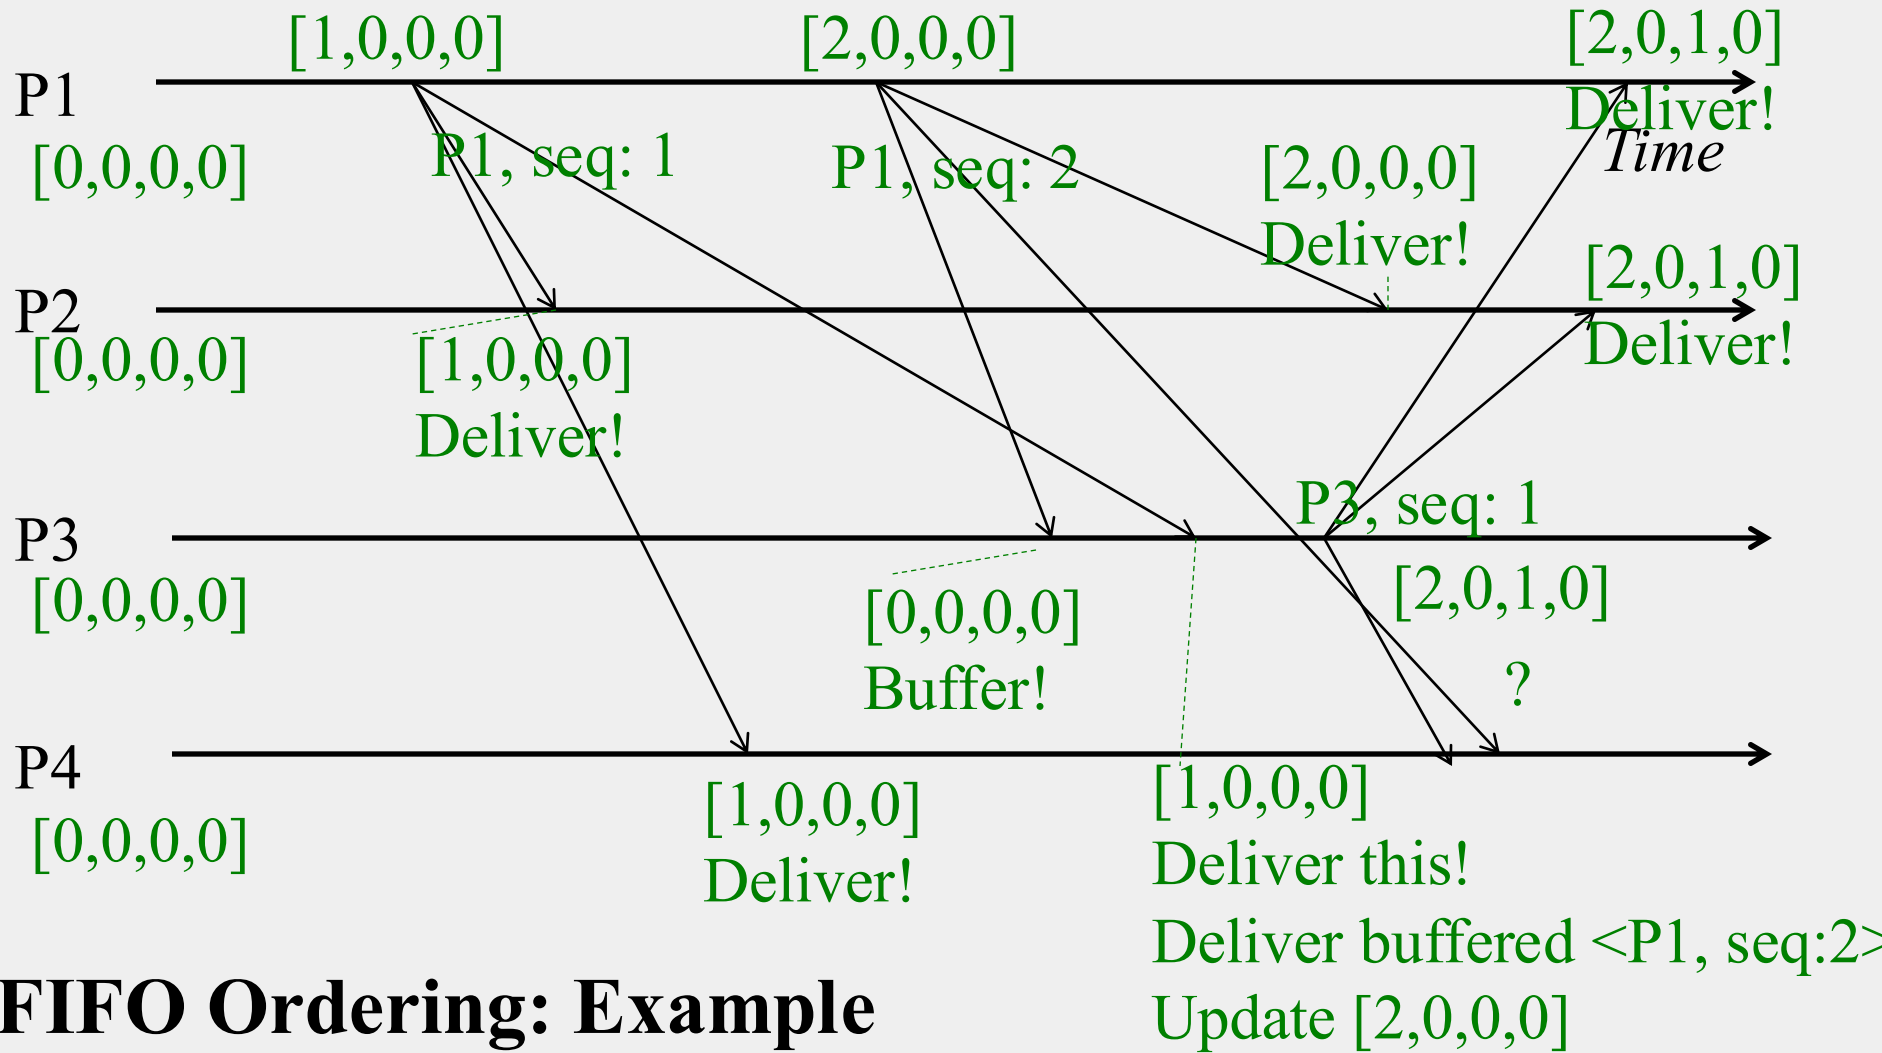 [1,0,0,0]
[2,0,0,0]
[2,0,1,0]
P1
Deliver!
Time
[0,0,0,0]
P1, seq: 1
P1, seq: 2
[2,0,0,0]
Deliver!
P2
[2,0,1,0]
Deliver!
[0,0,0,0]
[1,0,0,0]
Deliver!
P3, seq: 1
P3
[0,0,0,0]
[0,0,0,0]
Buffer!
[2,0,1,0]
?
P4
[0,0,0,0]
[1,0,0,0]
Deliver!
[1,0,0,0]
Deliver this!
Deliver buffered <P1, seq:2>
Update [2,0,0,0]
FIFO Ordering: Example